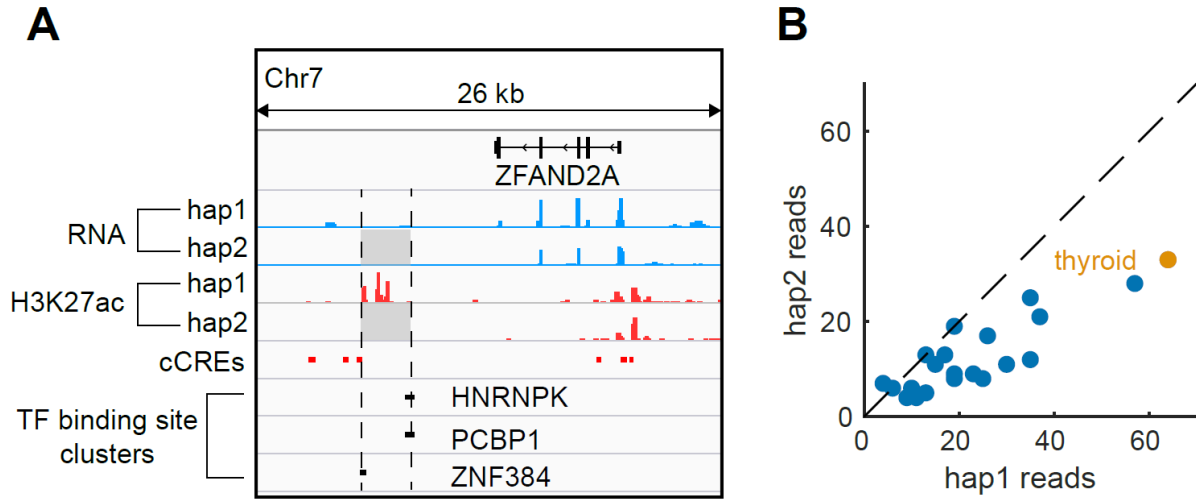 A
Chr7
26 kb
ZFAND2A
RNA
hap1
hap2
H3K27ac
hap1
hap2
cCREs
TF binding site
clusters
HNRNPK
PCBP1
ZNF384
B
hap2 reads
60
40
20
0
thyroid
0 20 40 60
hap1 reads